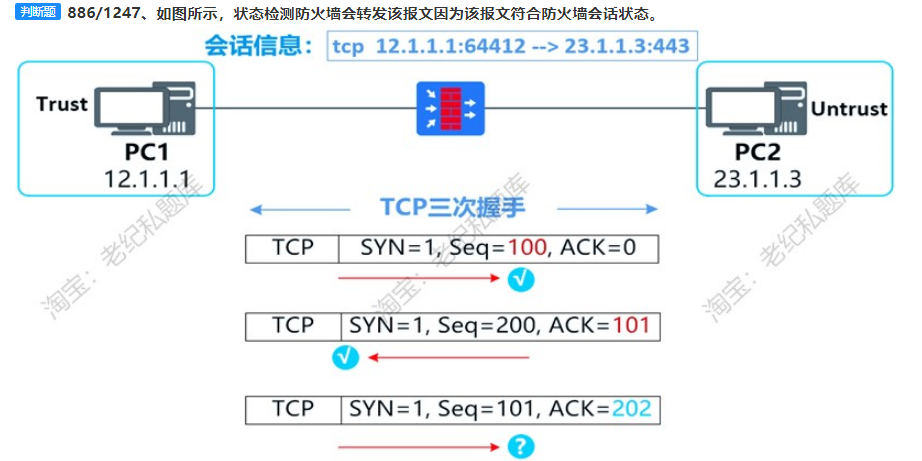 判断题 886/1247、如图所示，状态检测防火墙会转发该报文因为该报文符合防火墙会话状态。
会话信息： tcp 12.1.1.1:64412 --> 23.1.1.3:443
Trust
Untrust
PC1
PC2
12.1.1.1
23.1.1.3
TCP三次握手
TCP SYN=1, Seq=100, ACK=0
√
TCP SYN=1, Seq=200, ACK=101
√
TCP SYN=1, Seq=101, ACK=202
?
淘宝：老纪私题库
淘宝：老纪私题库
淘宝：老纪私题库